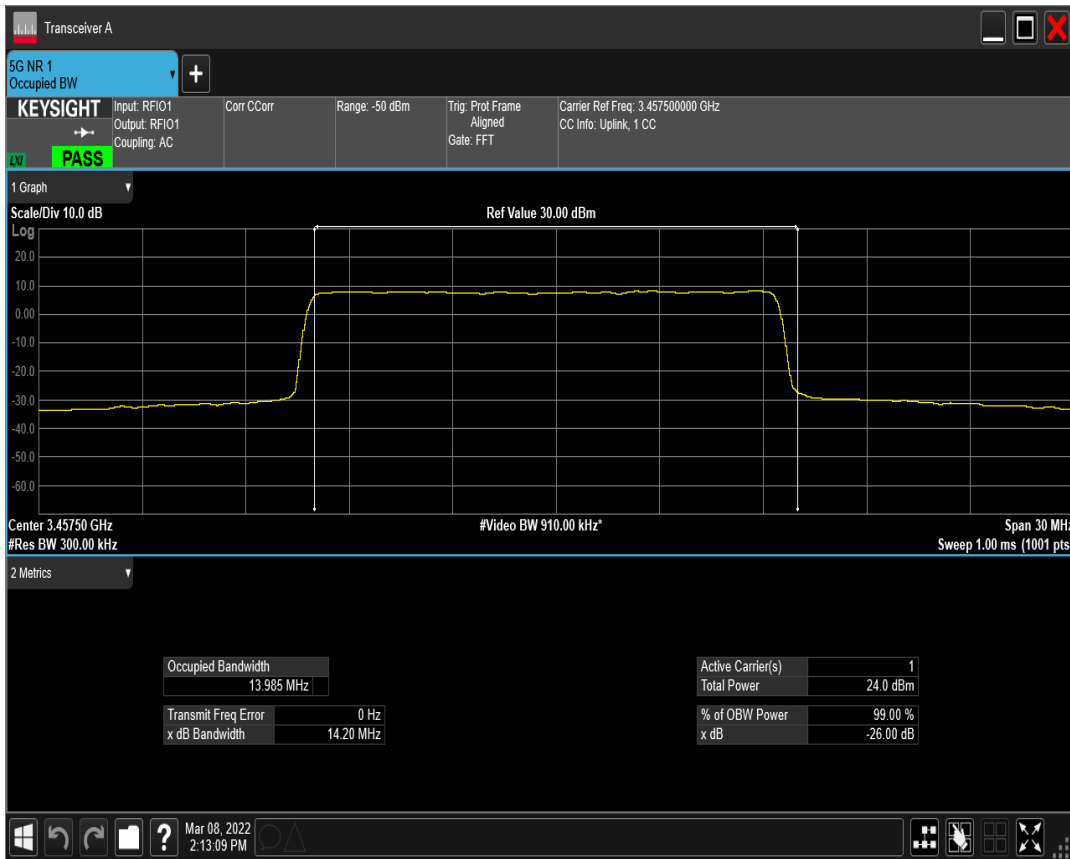 Transceiver A
5G NR 1
Occupied BW
+
KEYSIGHT
LXI
PASS
Input: RFIO1
Output: RFIO1
Coupling: AC
Corr CCorr
Range: -50 dBm
Trig: Prot Frame
Aligned
Gate: FFT
Carrier Ref Freq: 3.457500000 GHz
CC Info: Uplink, 1 CC
1 Graph
Scale/Div 10.0 dB
Ref Value 30.00 dBm
Log
20.0
10.0
0.00
-10.0
-20.0
-30.0
-40.0
-50.0
-60.0
Center 3.45750 GHz
#Video BW 910.00 kHz*
Span 30 MHz
#Res BW 300.00 kHz
Sweep 1.00 ms (1001 pts
2 Metrics
Occupied Bandwidth
13.985 MHz
Transmit Freq Error 0 Hz
x dB Bandwidth 14.20 MHz
Active Carrier(s) 1
Total Power 24.0 dBm
% of OBW Power 99.00 %
x dB -26.00 dB
?
Mar 08, 2022
2:13:09 PM